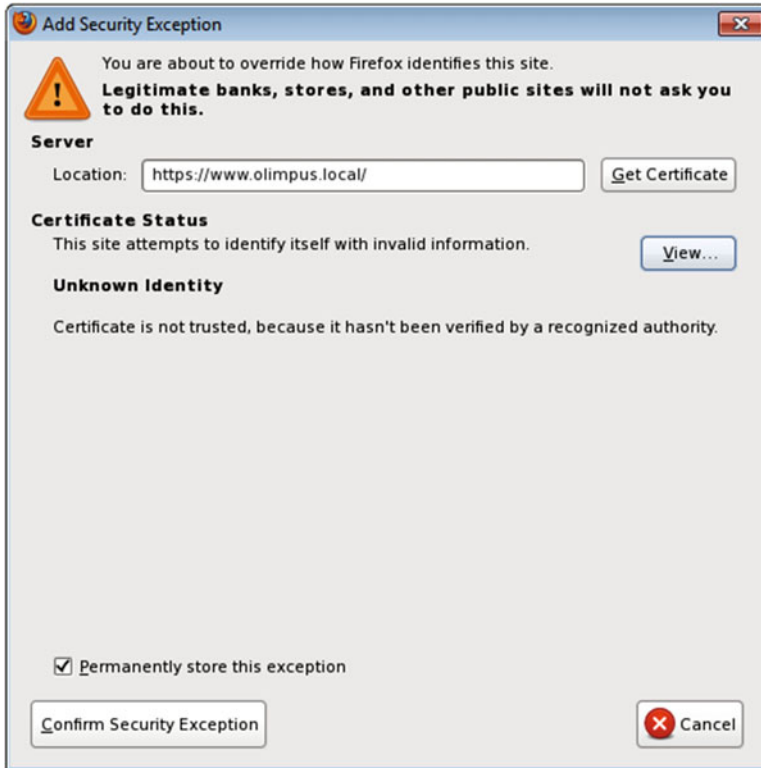 Add Security Exception
You are about to override how Firefox identifies this site.
Legitimate banks, stores, and other public sites will not ask you
to do this.
Server
Location: https://www.olimpus.local/ Get Certificate
Certificate Status
This site attempts to identify itself with invalid information.
View...
Unknown Identity
Certificate is not trusted, because it hasn't been verified by a recognized authority.
Permanently store this exception
Confirm Security Exception Cancel